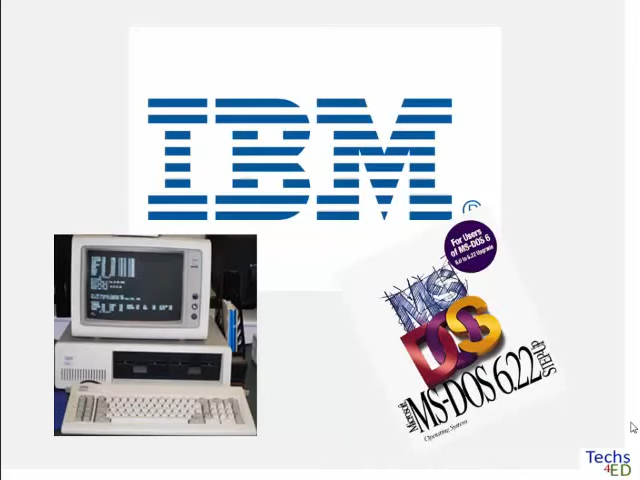 IBM
®
For Users
of MS-DOS 6
6.0 to 6.22 Upgrade
MS
DOS
Microsoft
MS-DOS 6.22
STEPUP
Operating System
Techs
4ED